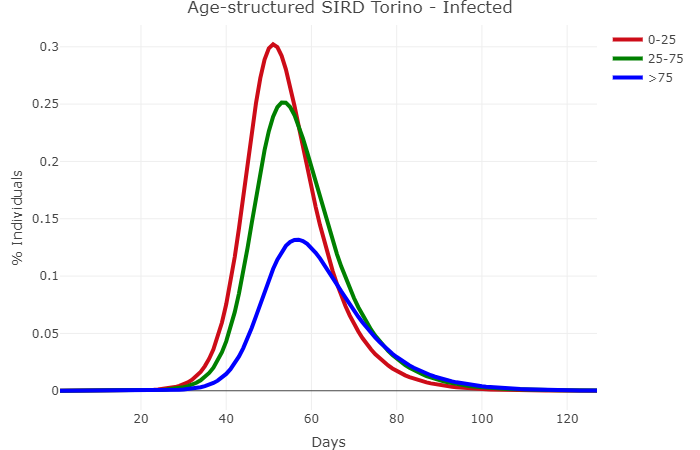 Age-structured SIRD Torino - Infected
0-25
25-75
>75
0.3
0.25
0.2
0.15
0.1
0.05
0
% Individuals
20 40 60 80 100 120
Days